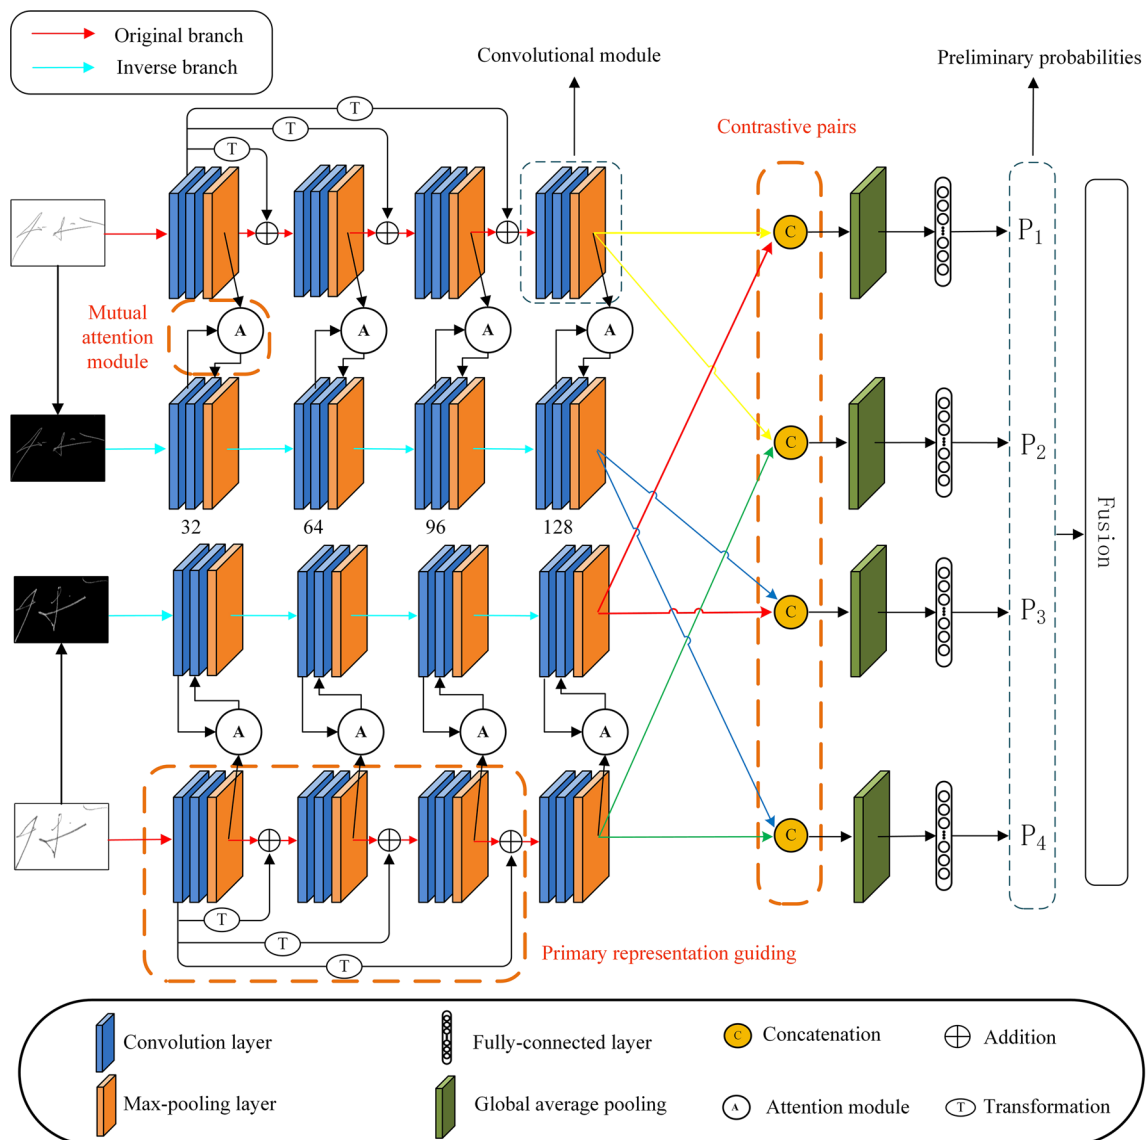 Original branch
Inverse branch
Convolutional module
Preliminary probabilities
Contrastive pairs
T
T
T
C
P1
Mutual
attention
module
A
A
A
A
C
P2
32
64
96
128
Fusion
C
P3
A
A
A
A
C
P4
T
T
T
Primary representation guiding
Convolution layer
Fully-connected layer
C
Concatenation
Addition
Max-pooling layer
Global average pooling
A
Attention module
T
Transformation